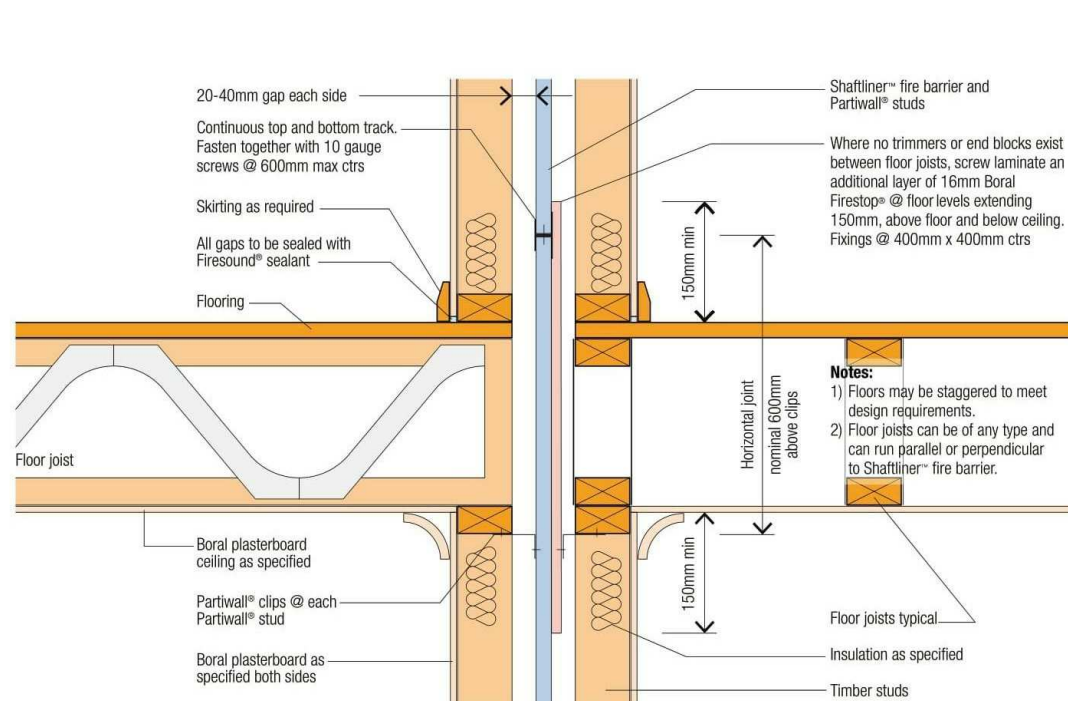 20-40mm gap each side
Continuous top and bottom track.
Fasten together with 10 gauge
screws @ 600mm max ctrs
Skirting as required
All gaps to be sealed with
Firesound® sealant
Flooring
Floor joist
Boral plasterboard
ceiling as specified
Partiwall® clips @ each
Partiwall® stud
Boral plasterboard as
specified both sides
150mm min
150mm min
Horizontal joint
nominal 600mm
above clips
Shaftliner™ fire barrier and
Partiwall® studs
Where no trimmers or end blocks exist
between floor joists, screw laminate an
additional layer of 16mm Boral
Firestop® @ floor levels extending
150mm, above floor and below ceiling.
Fixings @ 400mm x 400mm ctrs
Notes:
1) Floors may be staggered to meet
design requirements.
2) Floor joists can be of any type and
can run parallel or perpendicular
to Shaftliner™ fire barrier.
Floor joists typical
Insulation as specified
Timber studs